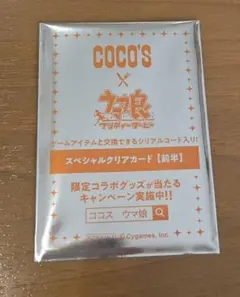 COCO'S
×
ウマ娘
プリティーダービー
ゲームアイテムと交換できるシリアルコード入り!
スペシャルクリアカード【前半】
限定コラボグッズが当たる
キャンペーン実施中!!
ココス ウマ娘
Cygames, Inc.